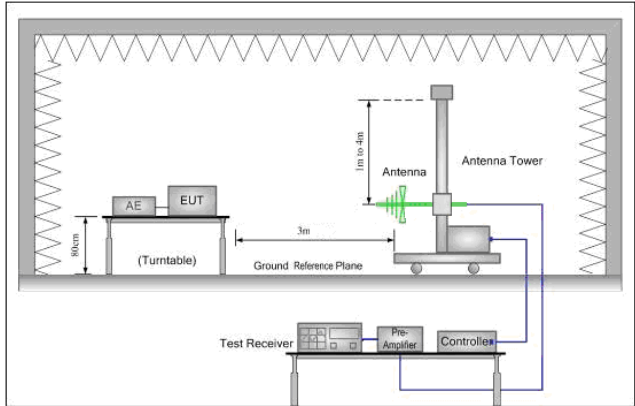 1m to 4m
Antenna
Antenna Tower
AE
EUT
80cm
3m
(Turntable)
Ground Reference Plane
Test Receiver
Pre-
Amplifier
Controller